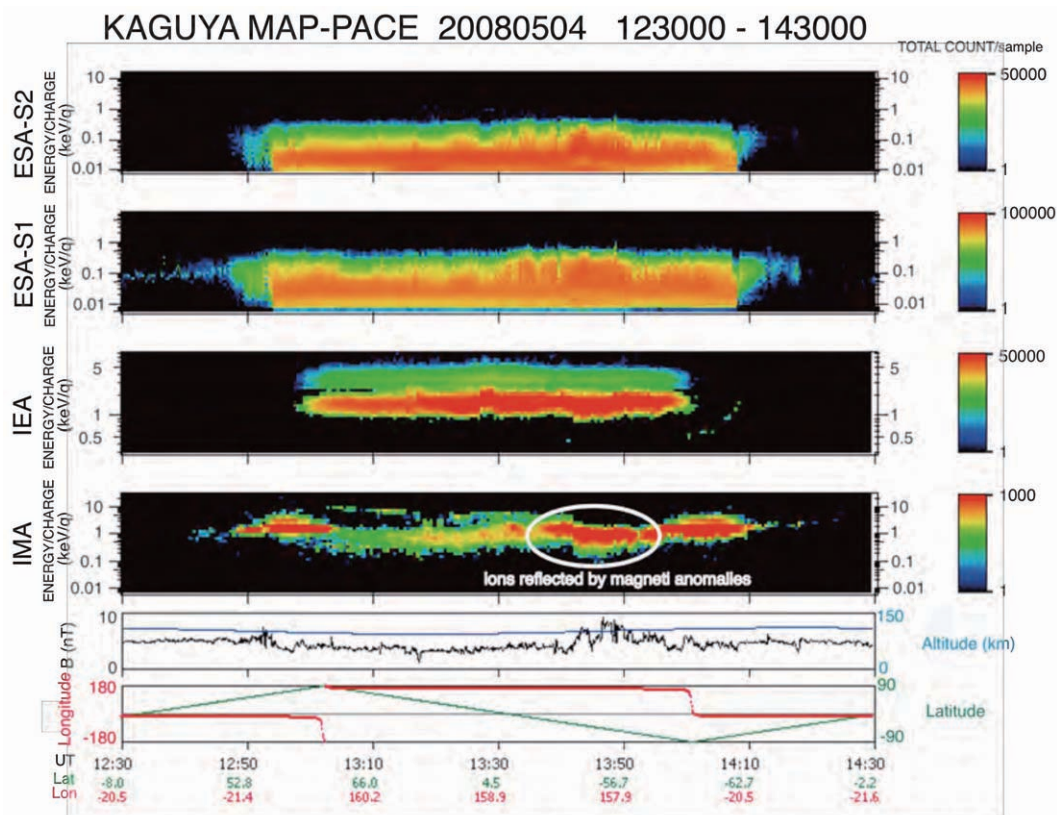 KAGUYA MAP-PACE 20080504 123000 - 143000
TOTAL COUNT/sample
ESA-S2
ENERGY/CHARGE
(keV/q)
10
1
0.1
0.01
10
1
0.1
0.01
50000
1
ESA-S1
ENERGY/CHARGE
(keV/q)
1
0.1
0.01
1
0.1
0.01
100000
1
IEA
ENERGY/CHARGE
(keV/q)
5
1
0.5
5
1
0.5
50000
1
IMA
ENERGY/CHARGE
(keV/q)
10
1
0.1
0.01
10
1
0.1
0.01
1000
1
Ions reflected by magneti anomalies
B (nT)
10
0
150
0
Altitude (km)
Longitude
180
-180
90
-90
Latitude
UT 12:30 12:50 13:10 13:30 13:50 14:10 14:30
Lat -8.0 52.8 66.0 4.5 -56.7 -62.7 -2.2
Lon -20.5 -21.4 160.2 158.9 157.9 -20.5 -21.6